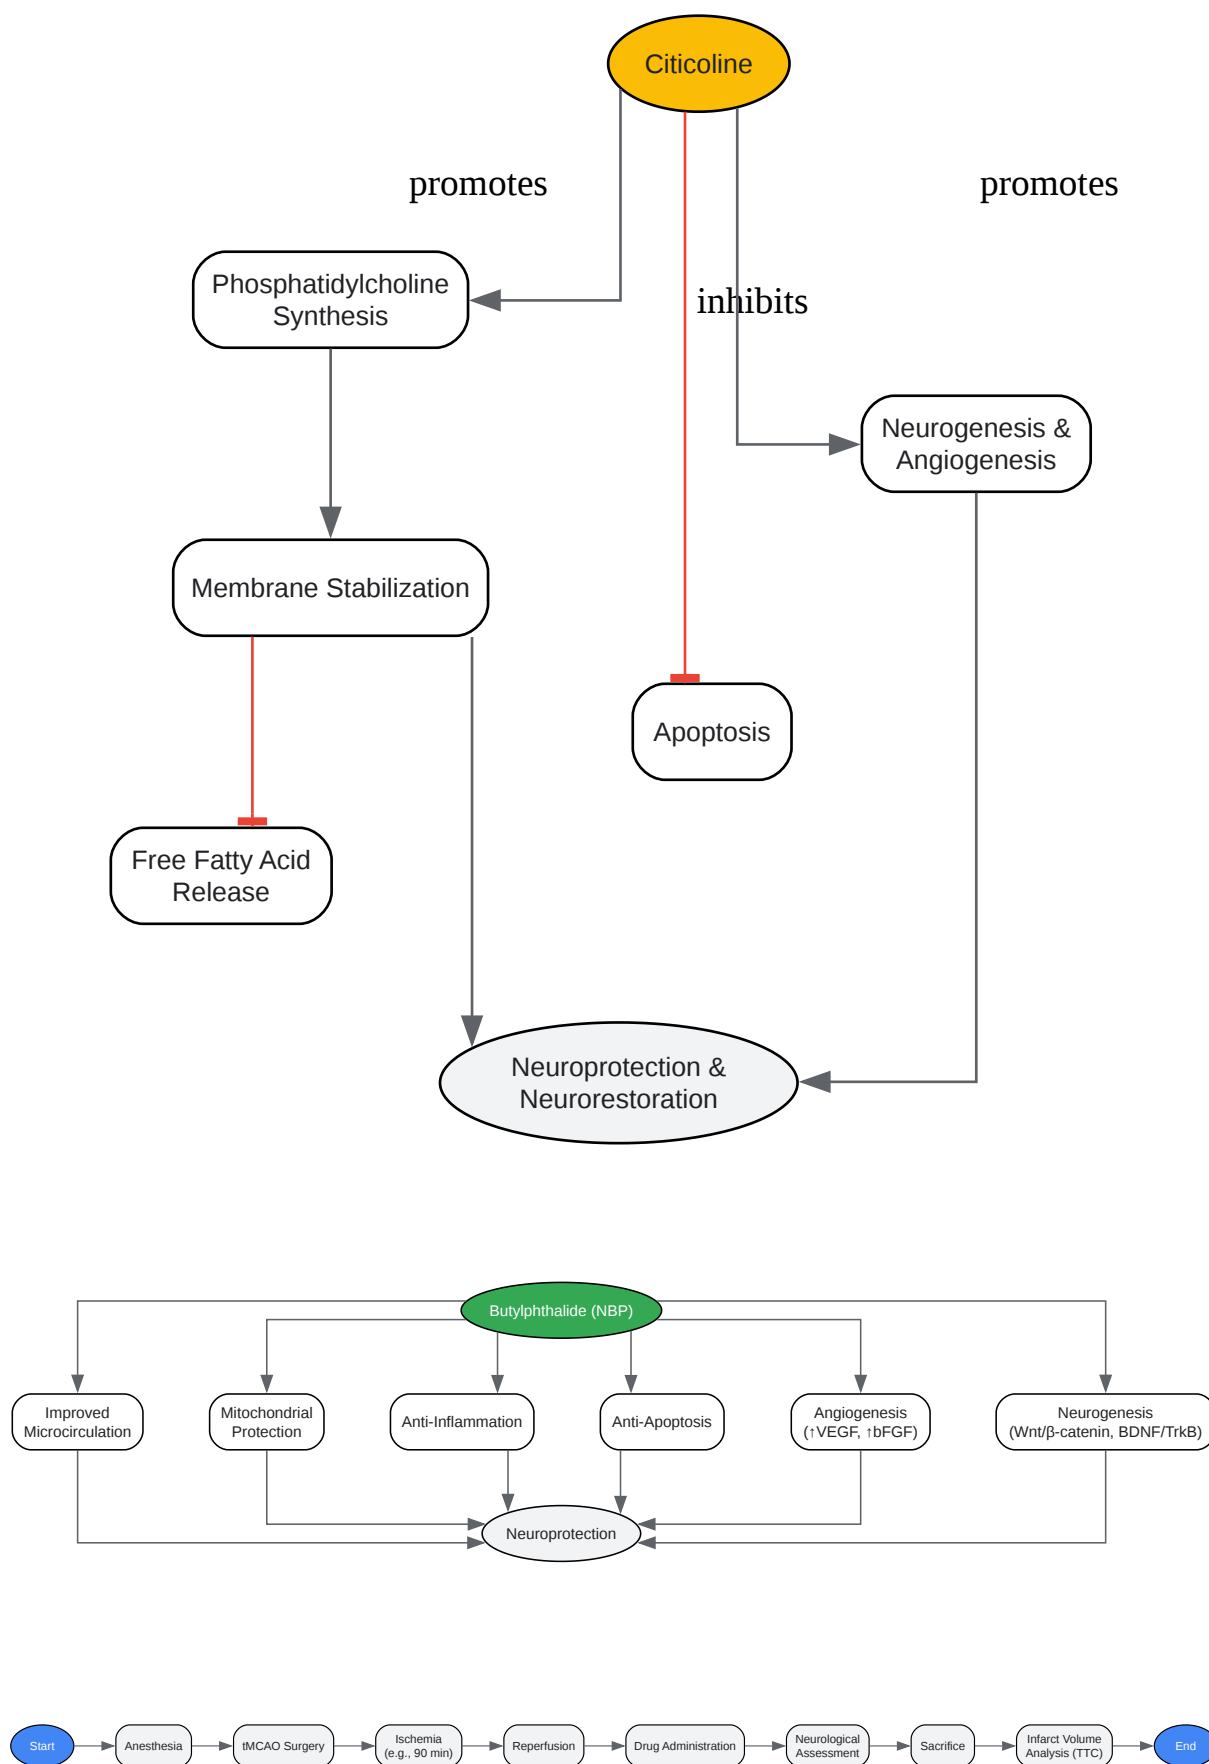 Citicoline
promotes
promotes
Phosphatidylcholine
Synthesis
inhibits
Neurogenesis &
Angiogenesis
Membrane Stabilization
Apoptosis
Free Fatty Acid
Release
Neuroprotection &
Neurorestoration
Butylphthalide (NBP)
Improved
Microcirculation
Mitochondrial
Protection
Anti-Inflammation
Anti-Apoptosis
Angiogenesis
(↑VEGF, ↑bFGF)
Neurogenesis
(Wnt/β-catenin, BDNF/TrkB)
Neuroprotection
Start
Anesthesia
tMCAO Surgery
Ischemia
(e.g., 90 min)
Reperfusion
Drug Administration
Neurological
Assessment
Sacrifice
Infarct Volume
Analysis (TTC)
End